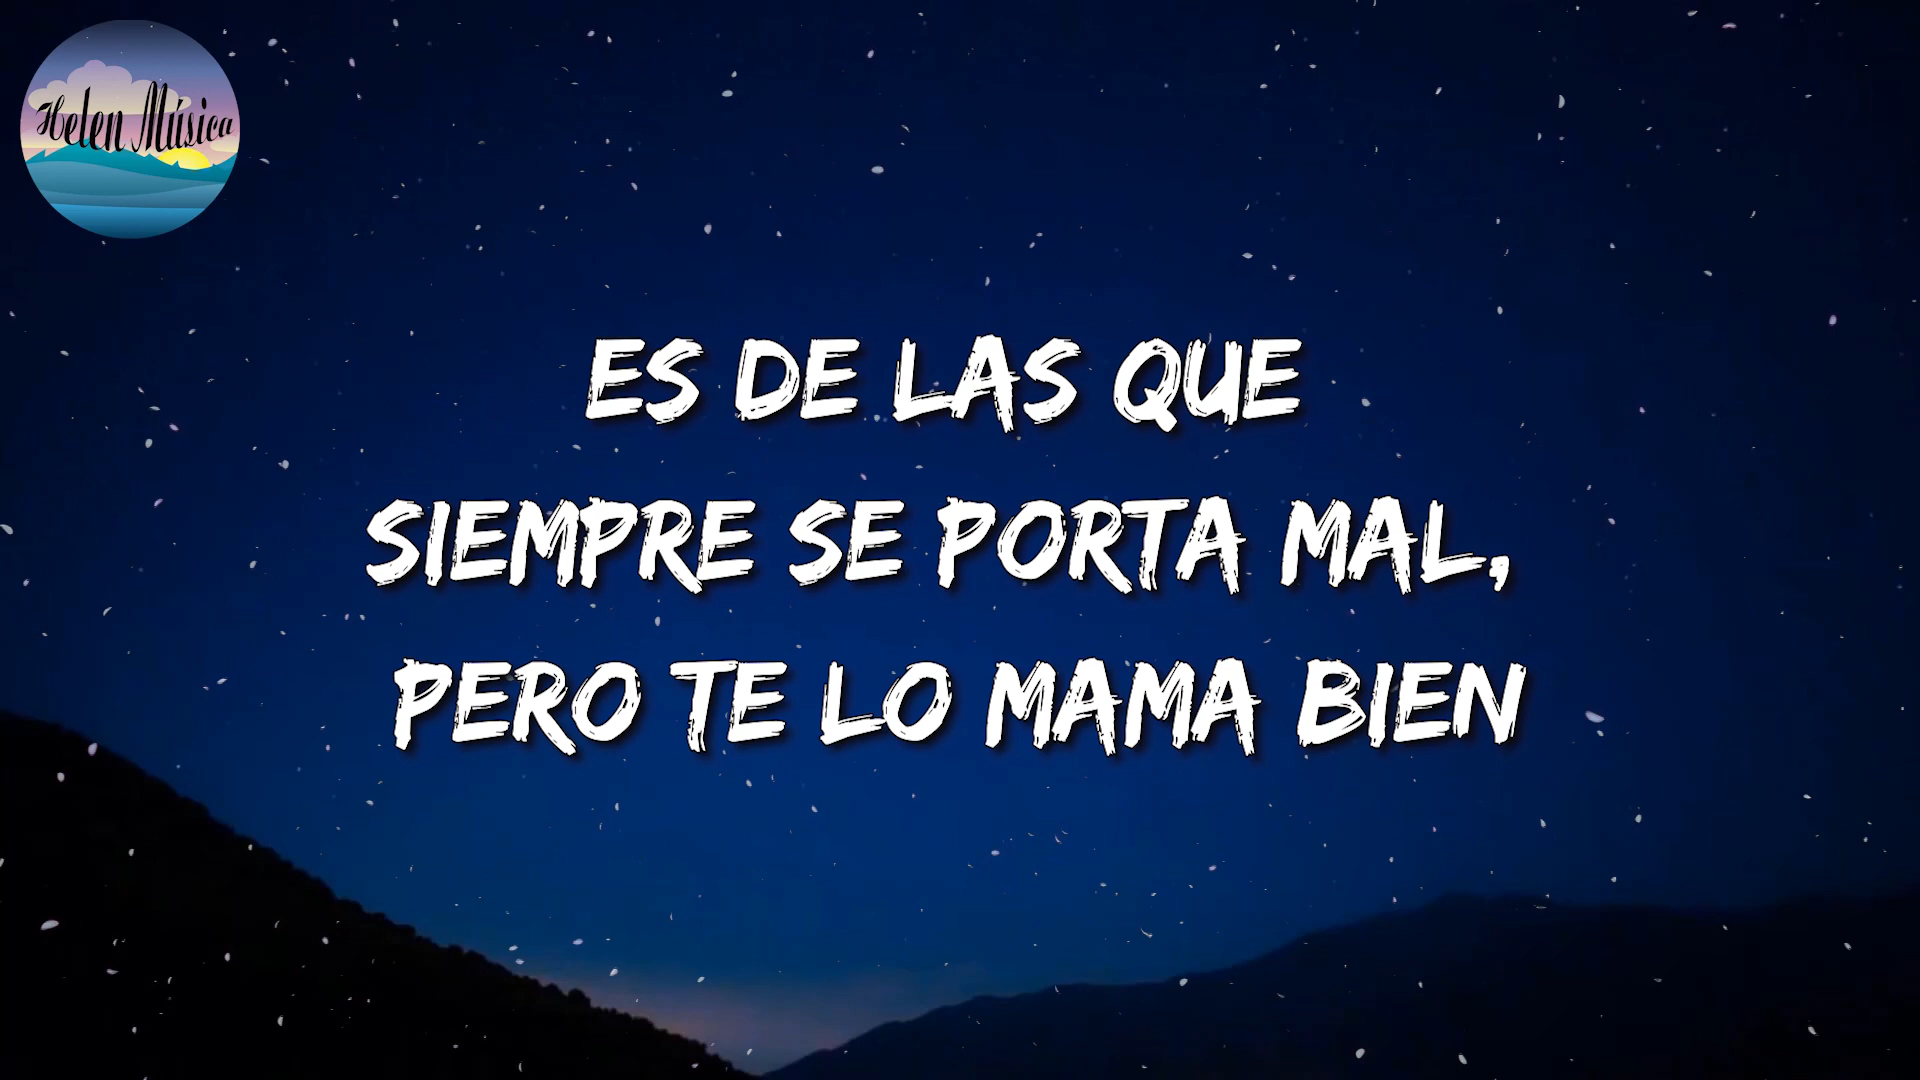 Helen Música
ES DE LAS QUE
SIEMPRE SE PORTA MAL,
PERO TE LO MAMA BIEN